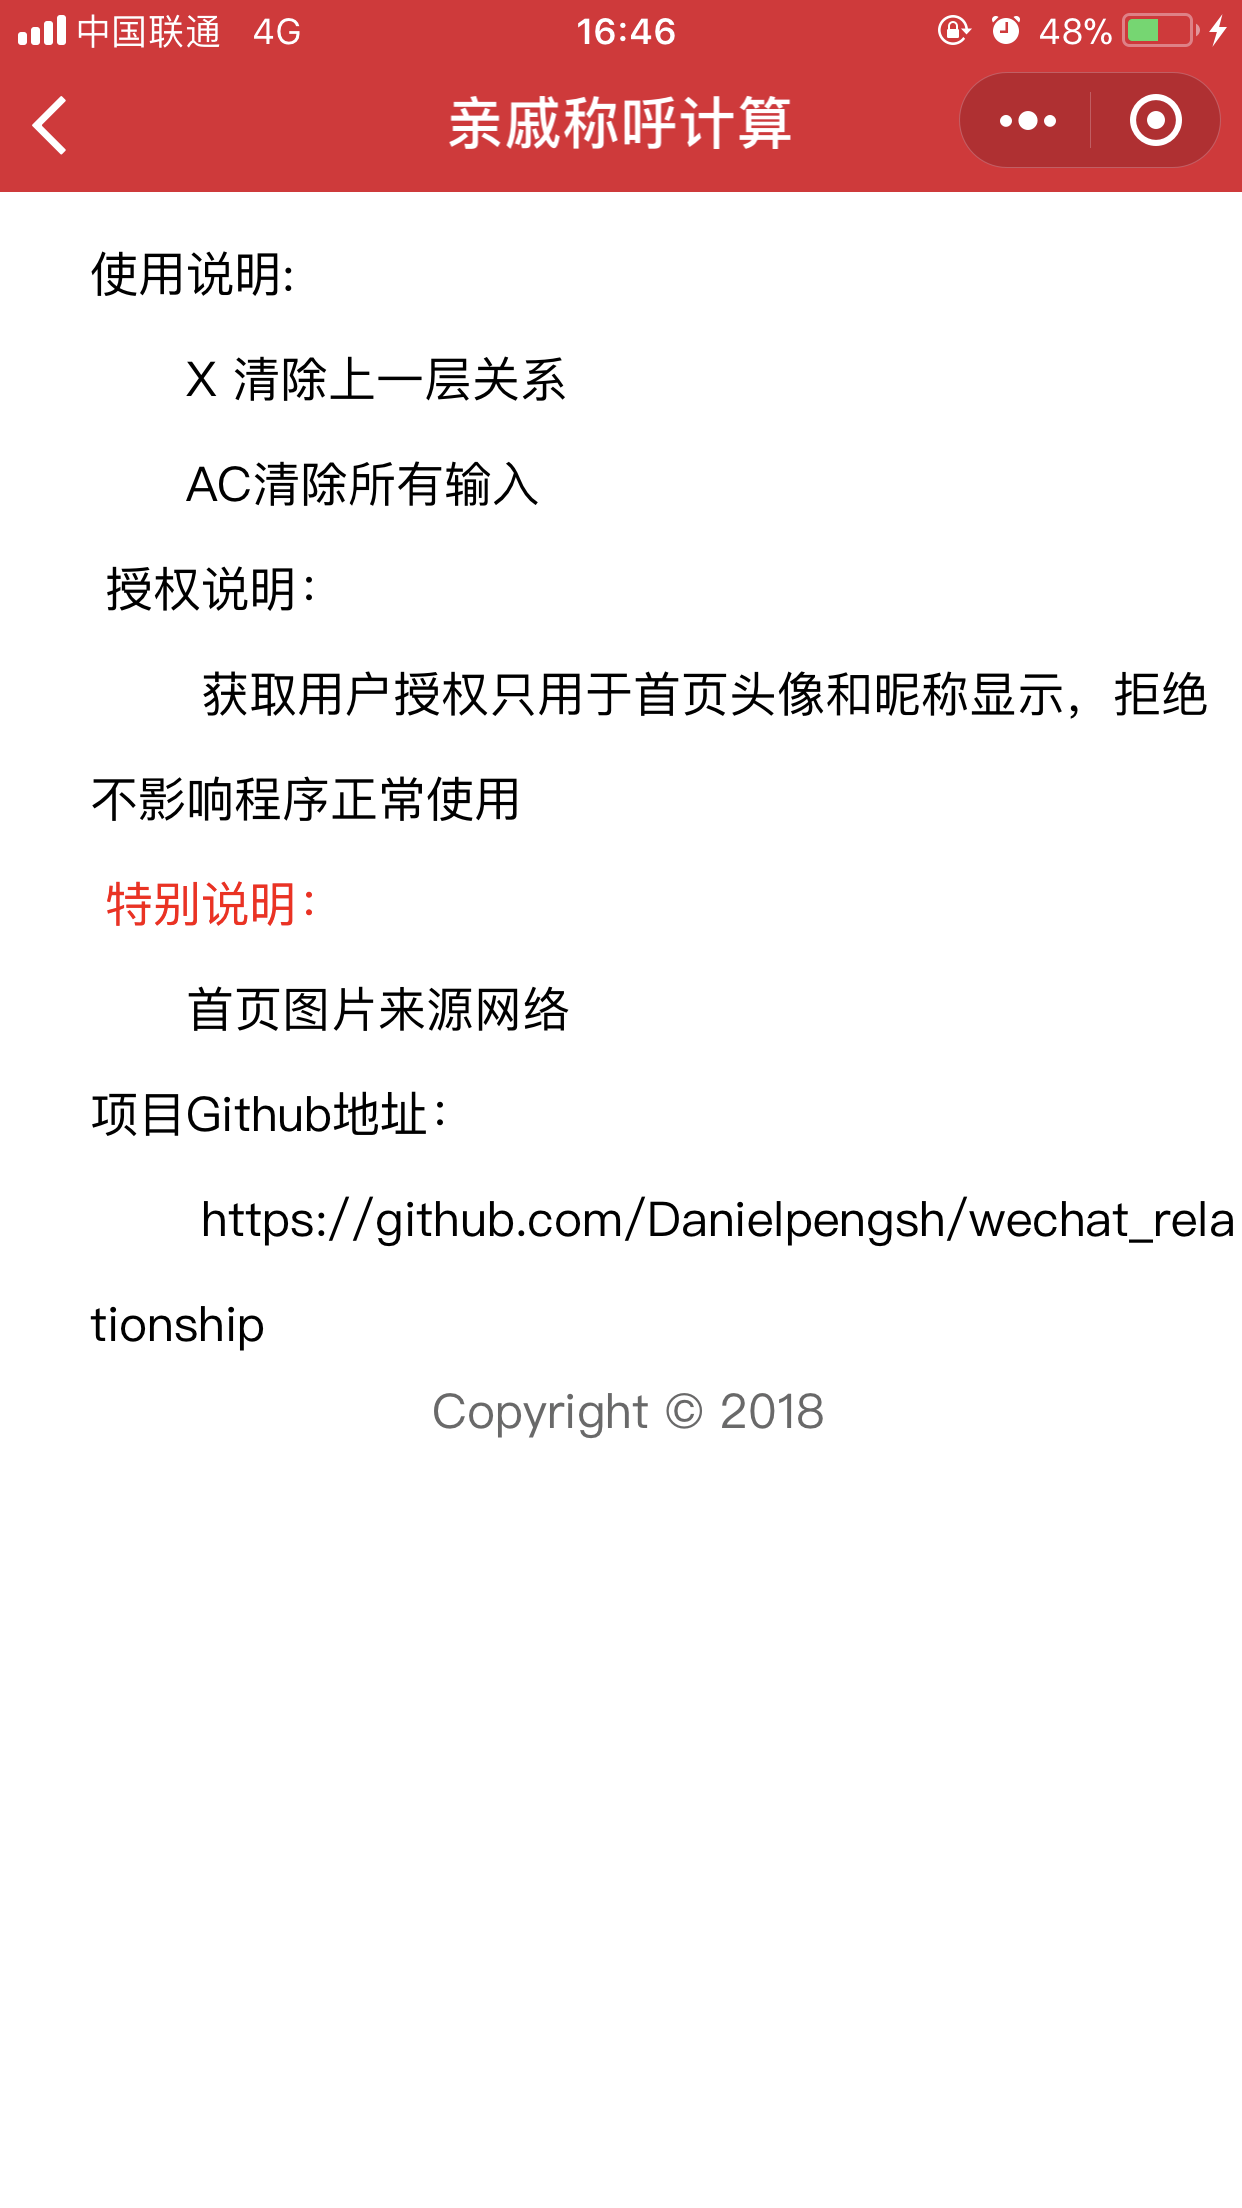 中国联通 4G 16:46 48%
亲戚称呼计算
使用说明:
X 清除上一层关系
AC清除所有输入
授权说明：
获取用户授权只用于首页头像和昵称显示，拒绝
不影响程序正常使用
特别说明：
首页图片来源网络
项目Github地址：
https://github.com/Danielpengsh/wechat_rela
tionship
Copyright © 2018